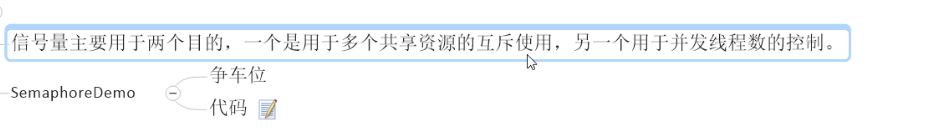 信号量主要用于两个目的，一个是用于多个共享资源的互斥使用，另一个用于并发线程数的控制。
争车位
SemaphoreDemo
代码